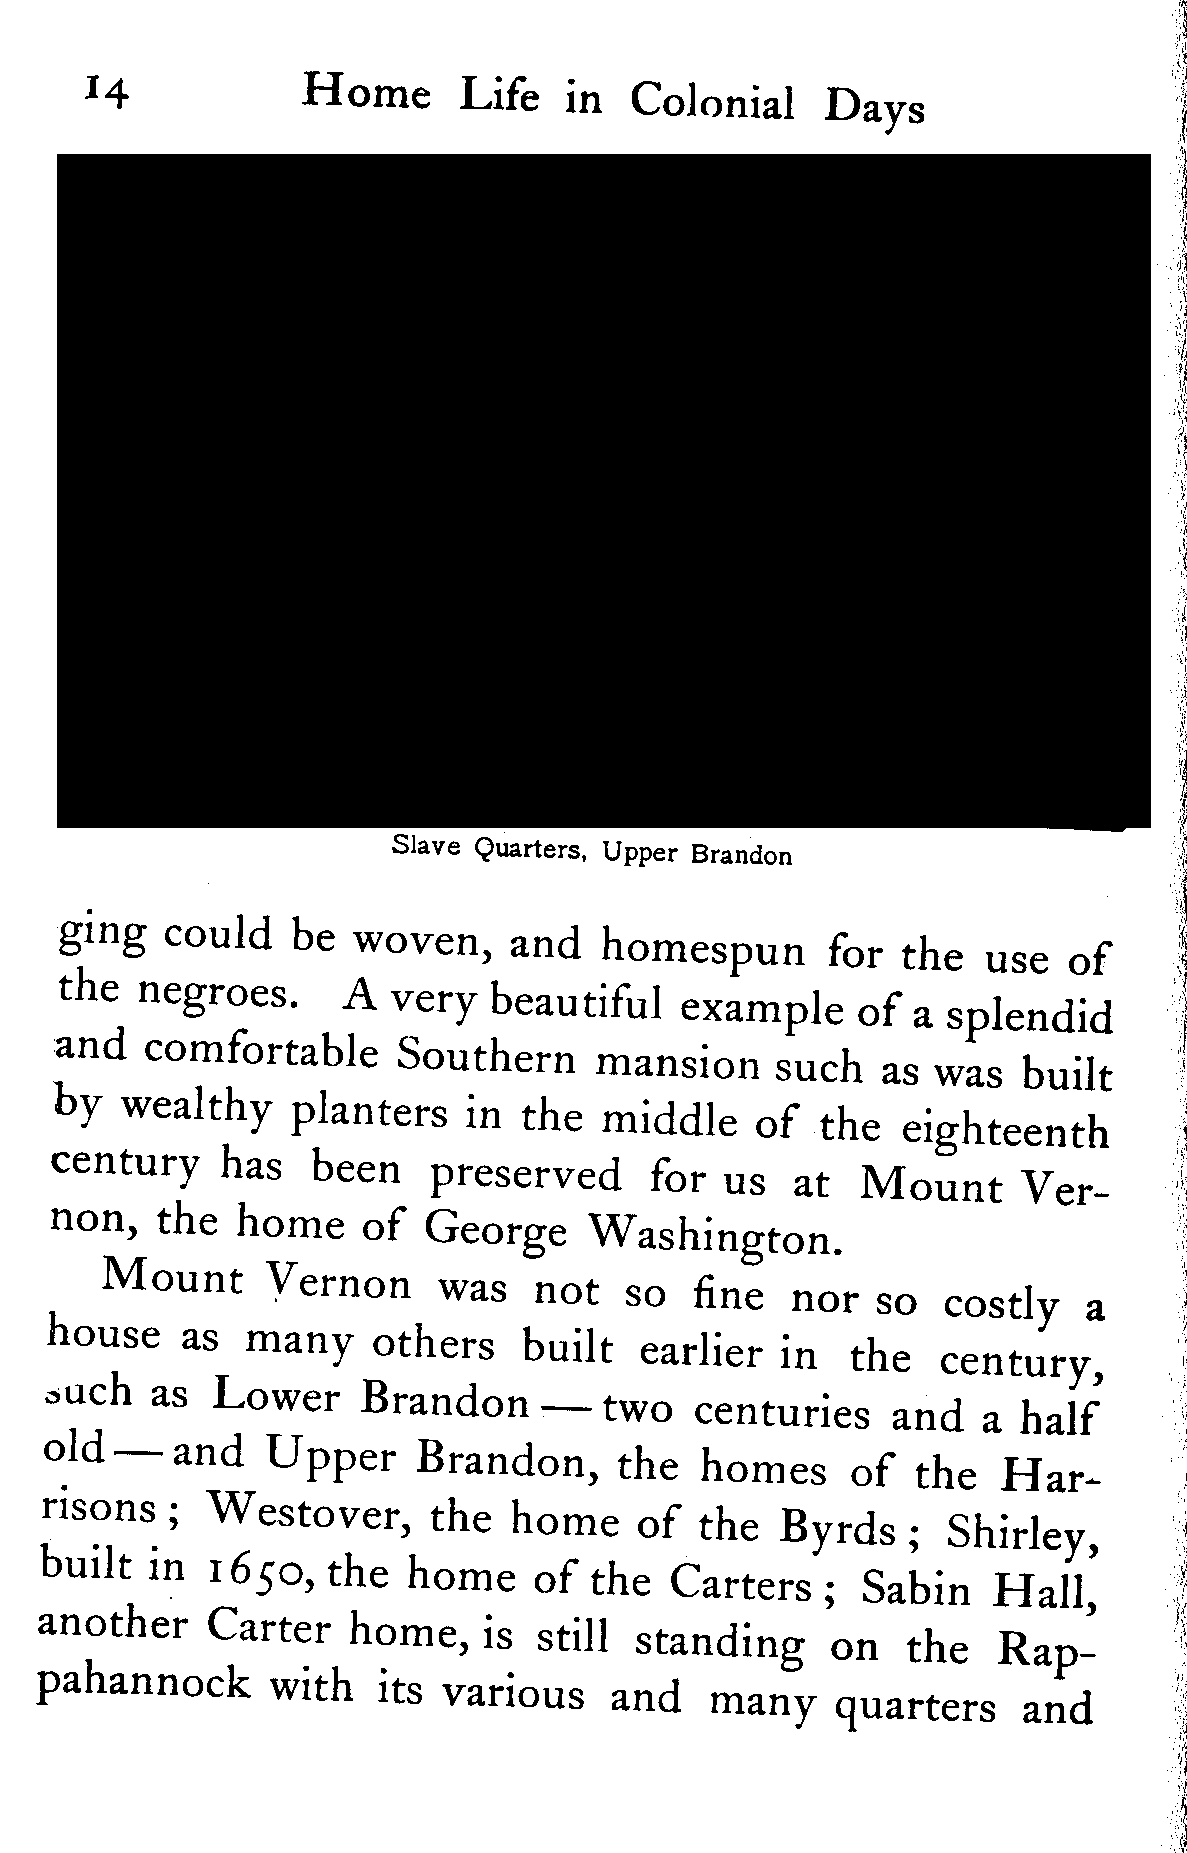 14 Home Life in Colonial Days
Slave Quarters, Upper Brandon
ging could be woven, and homespun for the use of
the negroes. A very beautiful example of a splendid
and comfortable Southern mansion such as was built
by wealthy planters in the middle of the eighteenth
century has been preserved for us at Mount Ver-
non, the home of George Washington.
Mount Vernon was not so fine nor so costly a
house as many others built earlier in the century,
such as Lower Brandon — two centuries and a half
old — and Upper Brandon, the homes of the Har-
risons ; Westover, the home of the Byrds ; Shirley,
built in 1650, the home of the Carters ; Sabin Hall,
another Carter home, is still standing on the Rap-
pahannock with its various and many quarters and